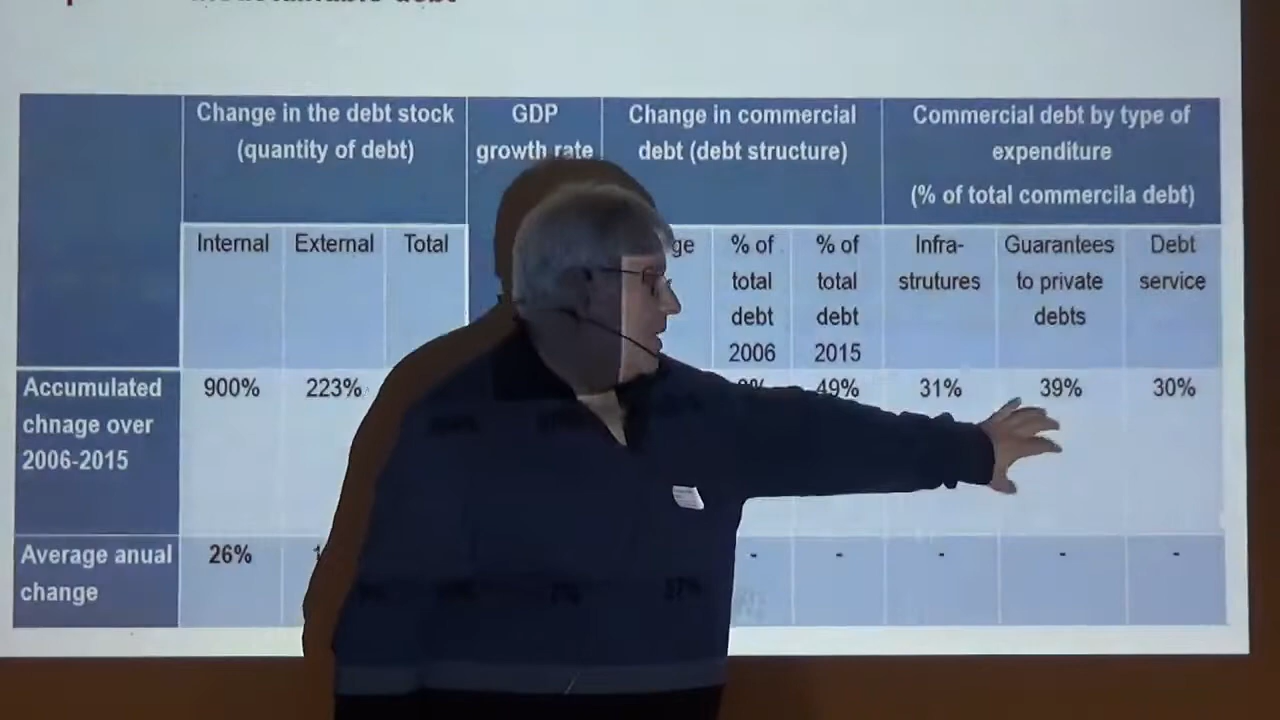 Change in the debt stock
(quantity of debt)
GDP
growth rate
Change in commercial
debt (debt structure)
Commercial debt by type of
expenditure
(% of total commercila debt)
Internal
External
Total
% of
total
debt
2006
% of
total
debt
2015
Infra-
strutures
Guarantees
to private
debts
Debt
service
Accumulated
chnage over
2006-2015
900%
223%
49%
31%
39%
30%
Average anual
change
26%
-
-
-
-
-